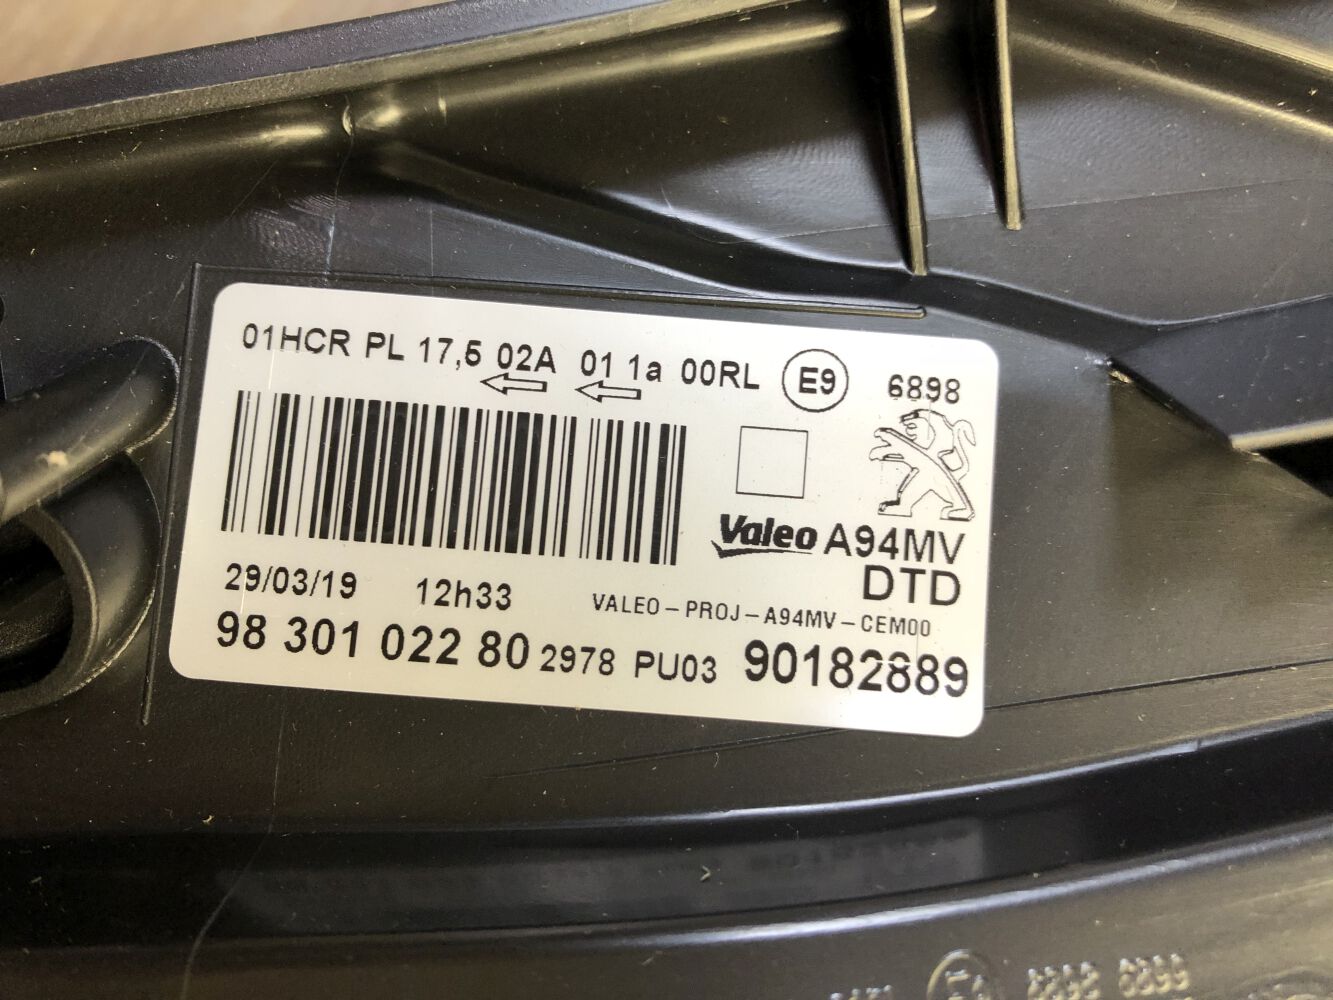 01HCR PL 17,5 02A 01 1a 00RL E9 6898
Valeo A94MV
DTD
29/03/19 12h33 VALEO-PROJ-A94MV-CEM00
98 301 022 80 2978 PU03 90182889